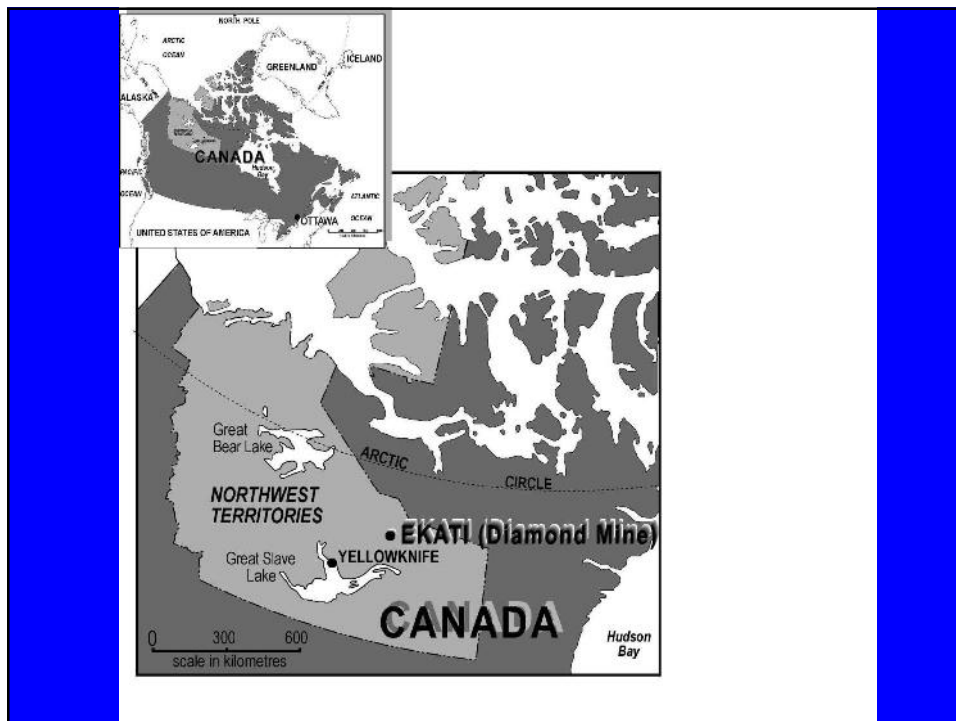 NORTH POLE
ARCTIC
OCEAN
GREENLAND
ICELAND
ALASKA
CANADA
Hudson
Bay
PACIFIC
OCEAN
ATLANTIC
OCEAN
OTTAWA
UNITED STATES OF AMERICA
Great
Bear Lake
ARCTIC
CIRCLE
NORTHWEST
TERRITORIES
EKATI (Diamond Mine)
YELLOWKNIFE
Great Slave
Lake
CANADA
0 300 600
scale in kilometres
Hudson
Bay